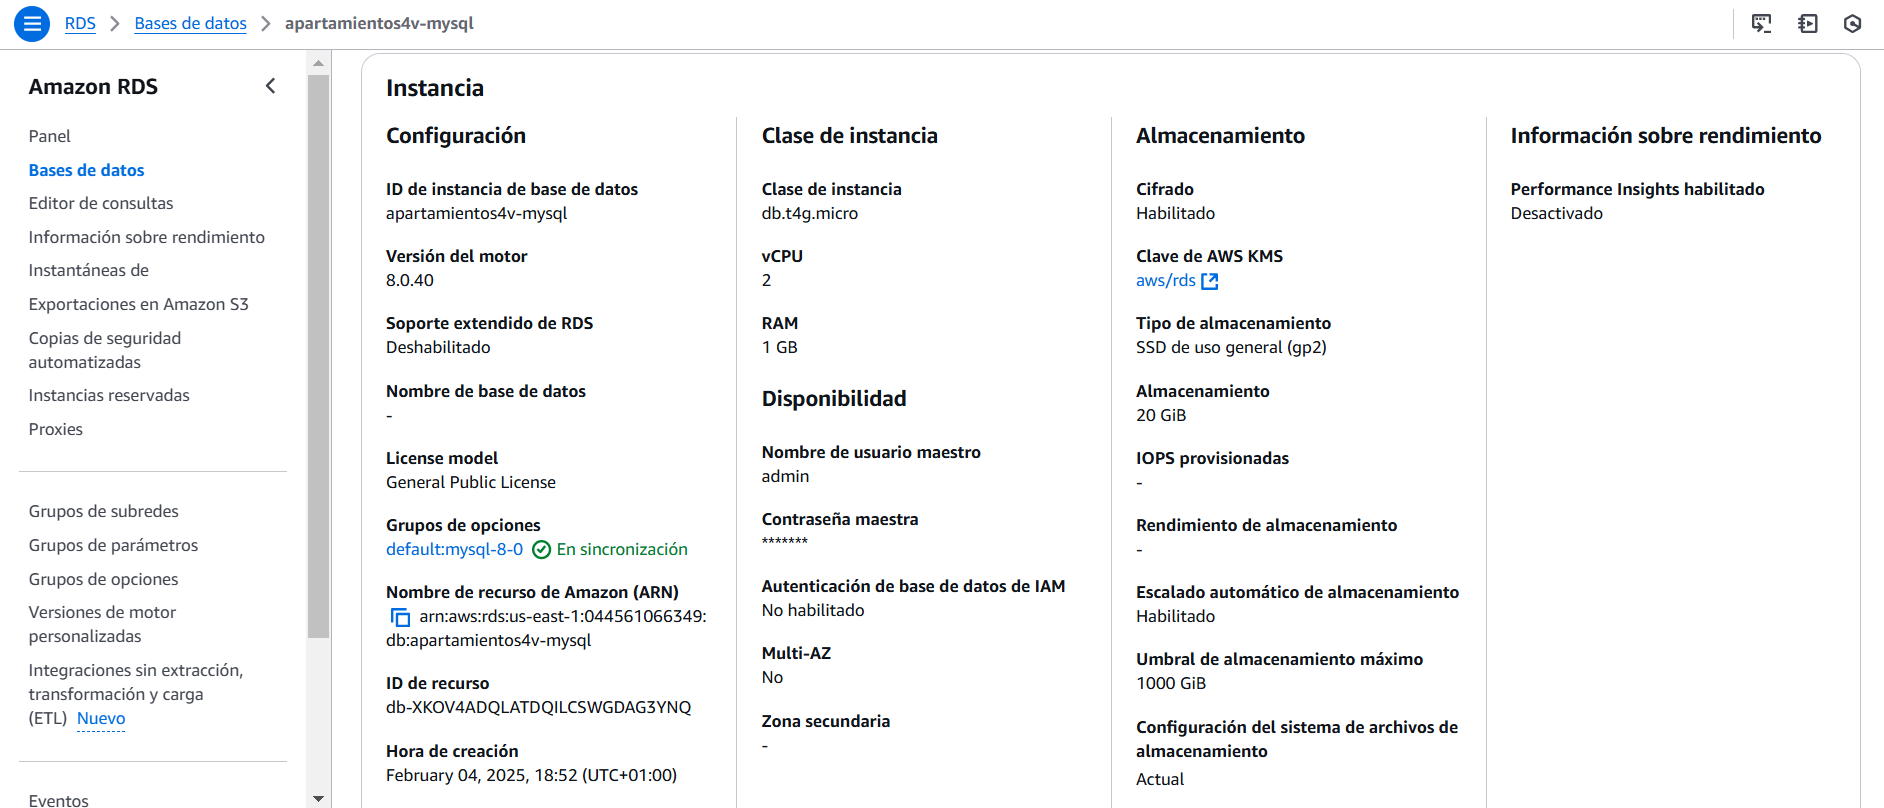 RDS > Bases de datos > apartamientos4v-mysql
Amazon RDS
Panel
Bases de datos
Editor de consultas
Información sobre rendimiento
Instantáneas de
Exportaciones en Amazon S3
Copias de seguridad
automatizadas
Instancias reservadas
Proxies
Grupos de subredes
Grupos de parámetros
Grupos de opciones
Versiones de motor
personalizadas
Integraciones sin extracción,
transformación y carga
(ETL) Nuevo
Eventos
Instancia
Configuración
ID de instancia de base de datos
apartamientos4v-mysql
Versión del motor
8.0.40
Soporte extendido de RDS
Deshabilitado
Nombre de base de datos
-
License model
General Public License
Grupos de opciones
default:mysql-8-0 En sincronización
Nombre de recurso de Amazon (ARN)
arn:aws:rds:us-east-1:044561066349:
db:apartamientos4v-mysql
ID de recurso
db-XKOV4ADQLATDQILCSWGDAG3YNQ
Hora de creación
February 04, 2025, 18:52 (UTC+01:00)
Clase de instancia
Clase de instancia
db.t4g.micro
vCPU
2
RAM
1 GB
Disponibilidad
Nombre de usuario maestro
admin
Contraseña maestra
*******
Autenticación de base de datos de IAM
No habilitado
Multi-AZ
No
Zona secundaria
-
Almacenamiento
Cifrado
Habilitado
Clave de AWS KMS
aws/rds
Tipo de almacenamiento
SSD de uso general (gp2)
Almacenamiento
20 GiB
IOPS provisionadas
-
Rendimiento de almacenamiento
-
Escalado automático de almacenamiento
Habilitado
Umbral de almacenamiento máximo
1000 GiB
Configuración del sistema de archivos de
almacenamiento
Actual
Información sobre rendimiento
Performance Insights habilitado
Desactivado